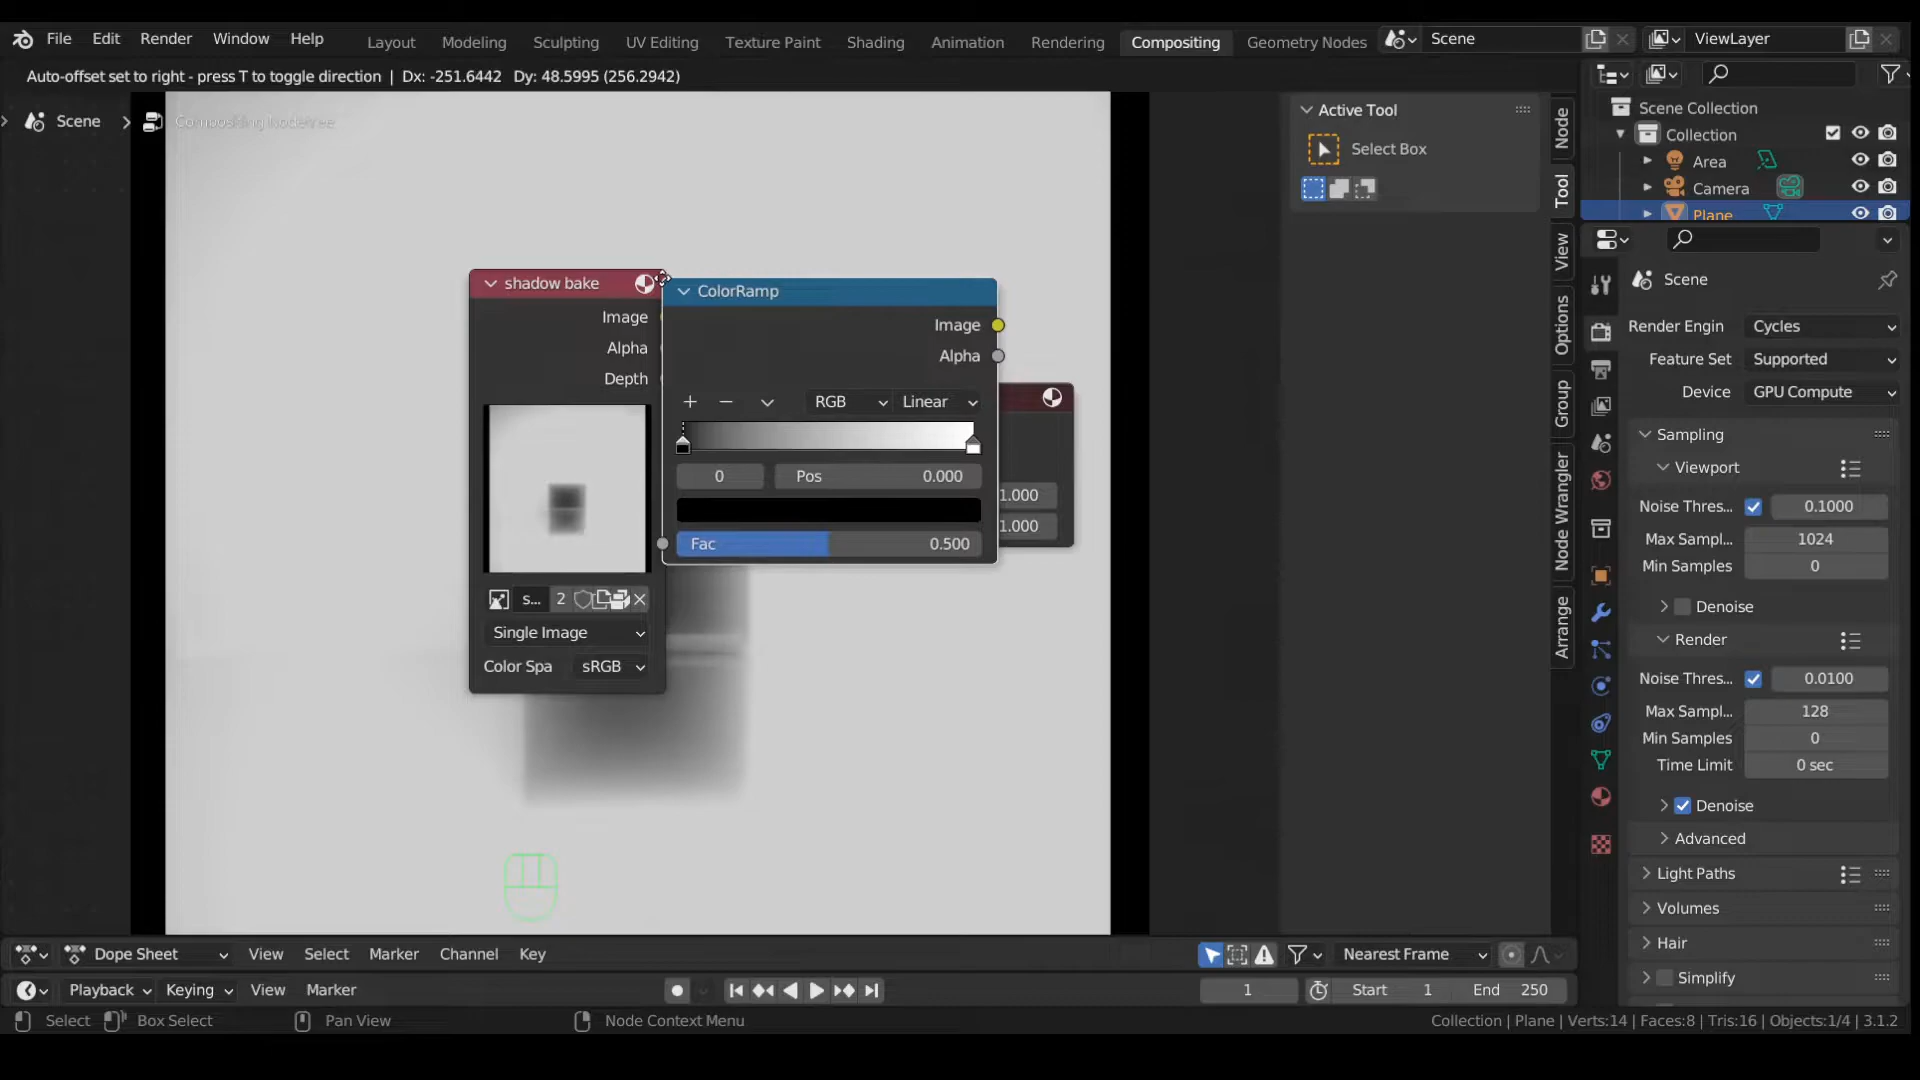 File Edit Render Window Help Layout Modeling Sculpting UV Editing Texture Paint Shading Animation Rendering Compositing Geometry Nodes Scene ViewLayer
Auto-offset set to right - press T to toggle direction | Dx: -251.6442 Dy: 48.5995 (256.2942)
Scene Compositing Nodetree
Active Tool
Select Box
Node
Tool
View
Options
Group
Node Wrangler
Arrange
shadow bake
Image
Alpha
Depth
s... 2
Single Image
Color Spa sRGB
ColorRamp
Image
Alpha
RGB Linear
0 Pos 0.000
Fac 0.500
1.000
1.000
Scene Collection
Collection
Area
Camera
Plane
Scene
Render Engin Cycles
Feature Set Supported
Device GPU Compute
Sampling
Viewport
Noise Thres... 0.1000
Max Sampl... 1024
Min Samples 0
Denoise
Render
Noise Thres... 0.0100
Max Sampl... 128
Min Samples 0
Time Limit 0 sec
Denoise
Advanced
Light Paths
Volumes
Hair
Simplify
Dope Sheet View Select Marker Channel Key Nearest Frame
Playback Keying View Marker 1 Start 1 End 250
Select Box Select Pan View Node Context Menu Collection | Plane | Verts:14 | Faces:8 | Tris:16 | Objects:1/4 | 3.1.2